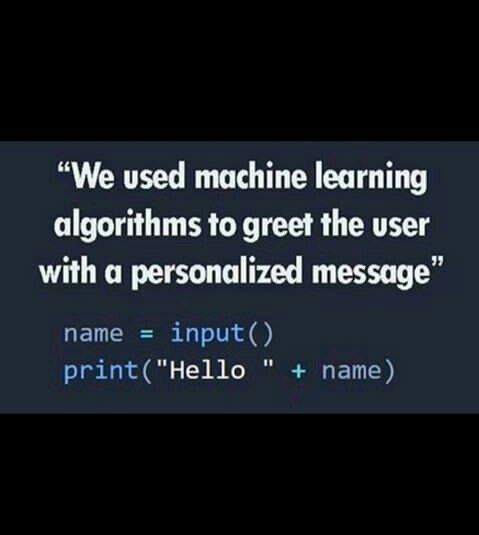 “We used machine learning
algorithms to greet the user
with a personalized message”
name = input()
print("Hello " + name)